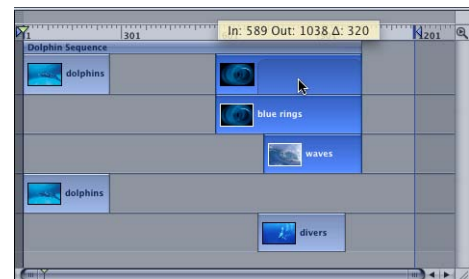 In: 589 Out: 1038 Δ: 320
1
301
1201
Dolphin Sequence
dolphins
blue rings
waves
dolphins
divers